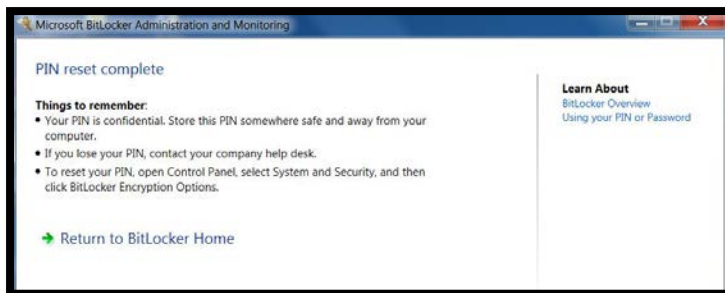 Microsoft BitLocker Administration and Monitoring
PIN reset complete
Things to remember:
• Your PIN is confidential. Store this PIN somewhere safe and away from your
computer.
• If you lose your PIN, contact your company help desk.
• To reset your PIN, open Control Panel, select System and Security, and then
click BitLocker Encryption Options.
Return to BitLocker Home
Learn About
BitLocker Overview
Using your PIN or Password